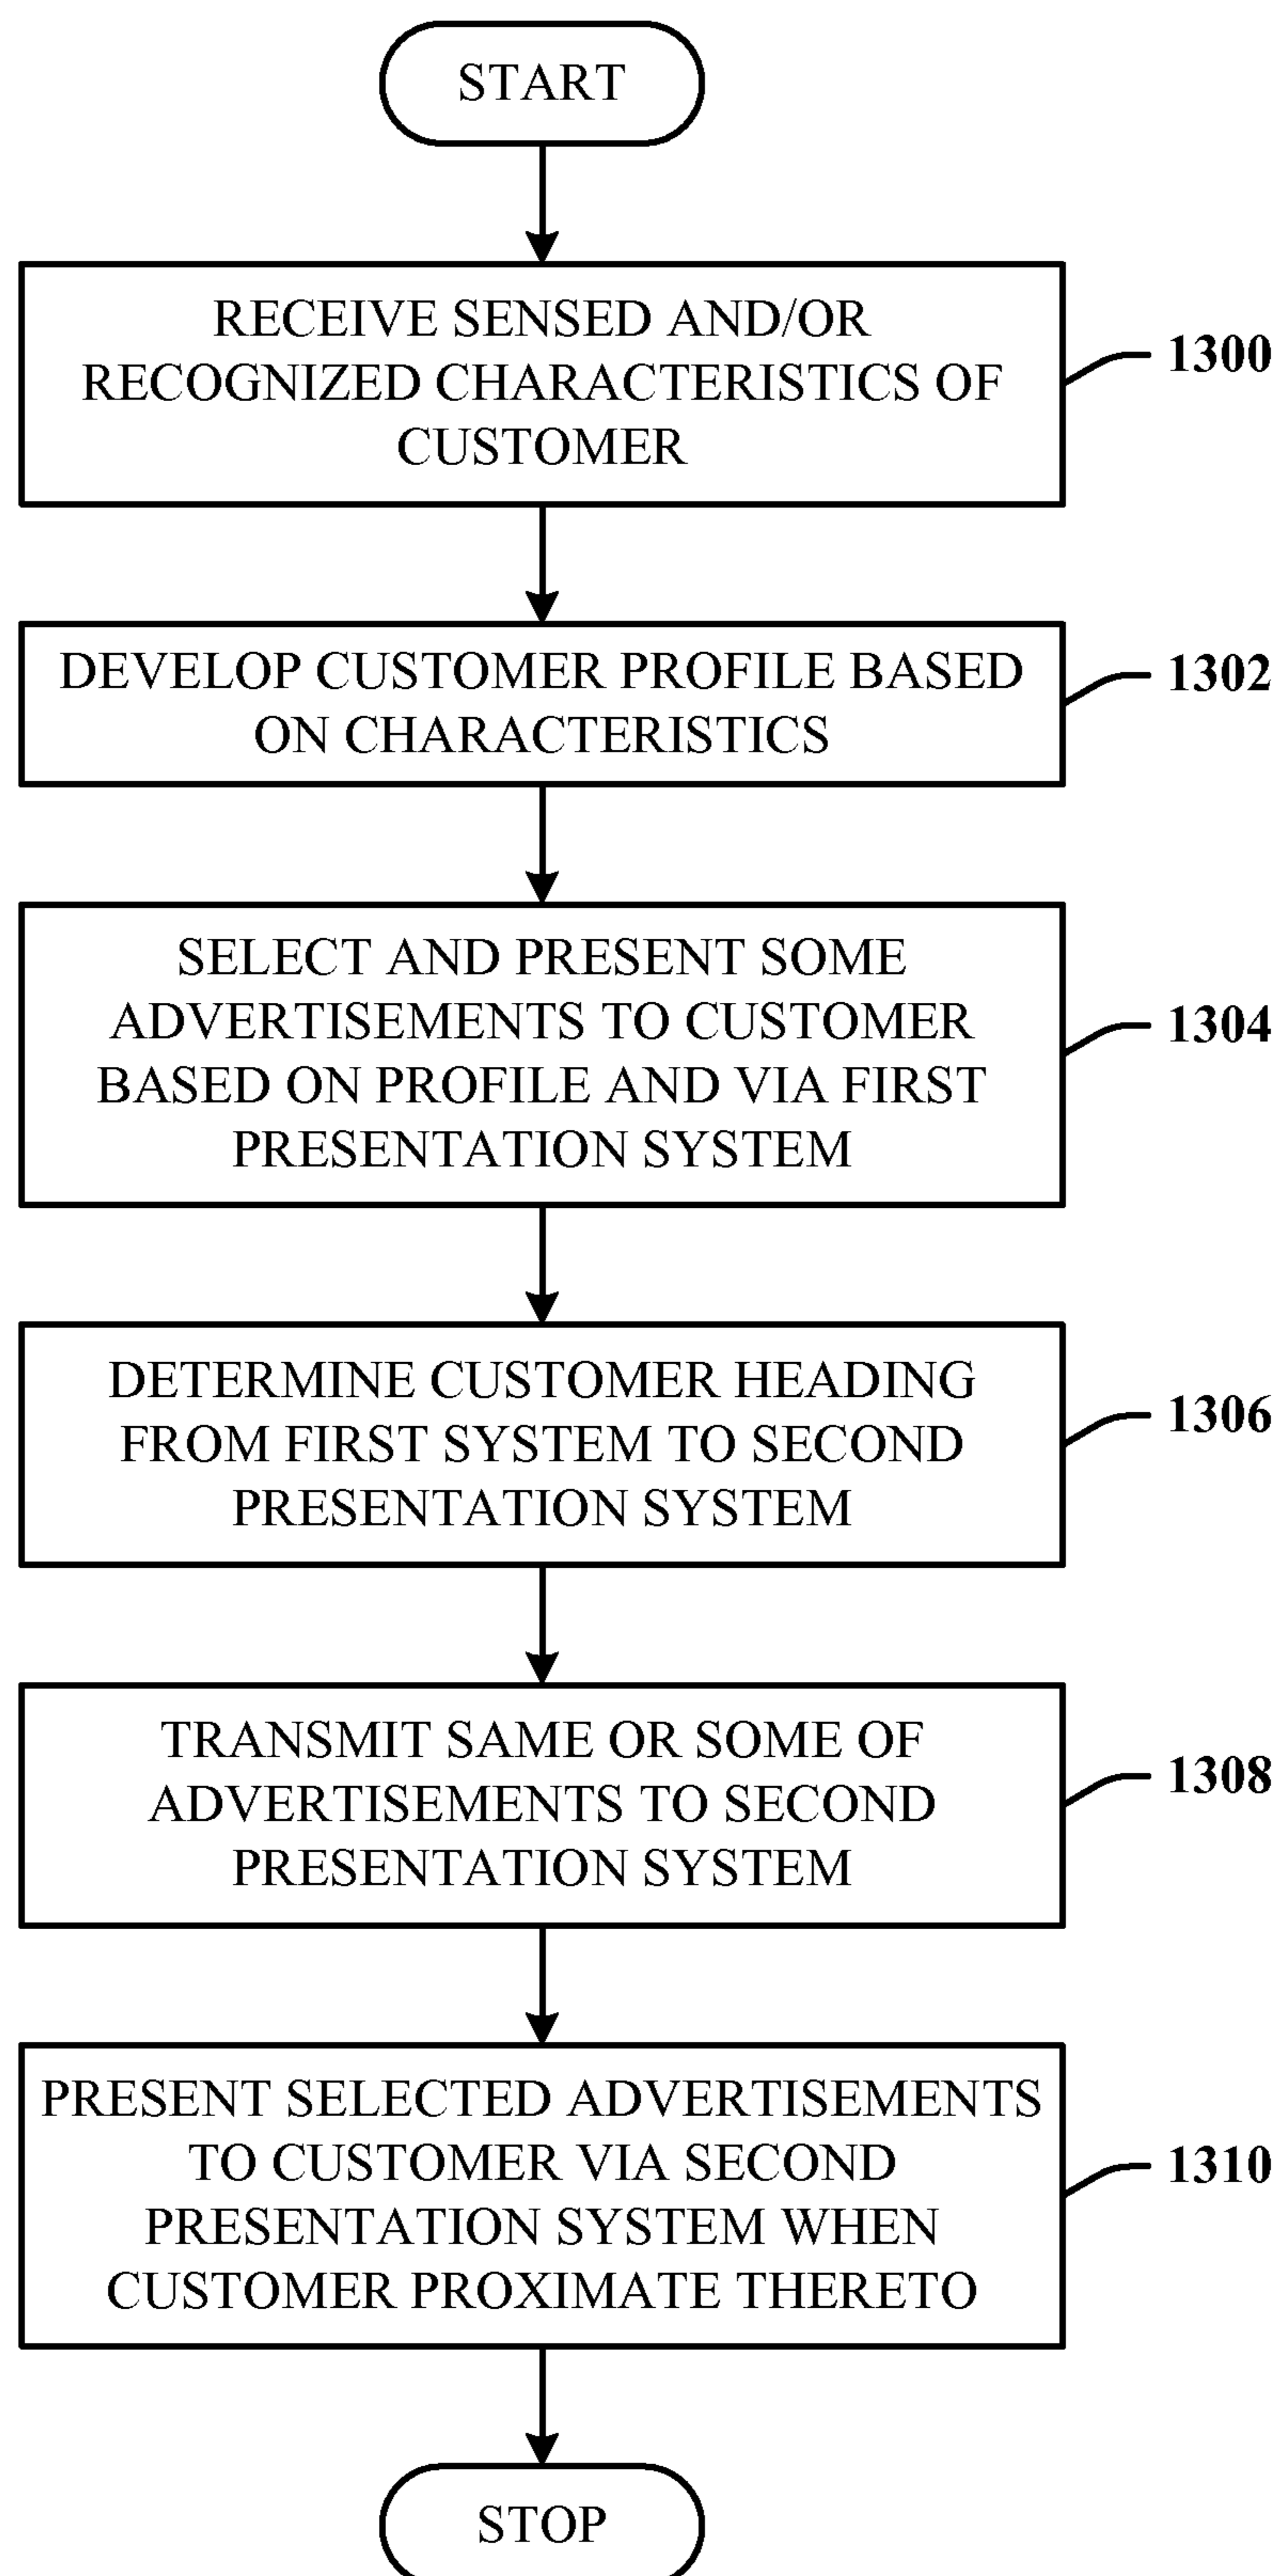 START
RECEIVE SENSED AND/OR
RECOGNIZED CHARACTERISTICS OF
CUSTOMER
1300
DEVELOP CUSTOMER PROFILE BASED
ON CHARACTERISTICS
1302
SELECT AND PRESENT SOME
ADVERTISEMENTS TO CUSTOMER
BASED ON PROFILE AND VIA FIRST
PRESENTATION SYSTEM
1304
DETERMINE CUSTOMER HEADING
FROM FIRST SYSTEM TO SECOND
PRESENTATION SYSTEM
1306
TRANSMIT SAME OR SOME OF
ADVERTISEMENTS TO SECOND
PRESENTATION SYSTEM
1308
PRESENT SELECTED ADVERTISEMENTS
TO CUSTOMER VIA SECOND
PRESENTATION SYSTEM WHEN
CUSTOMER PROXIMATE THERETO
1310
STOP